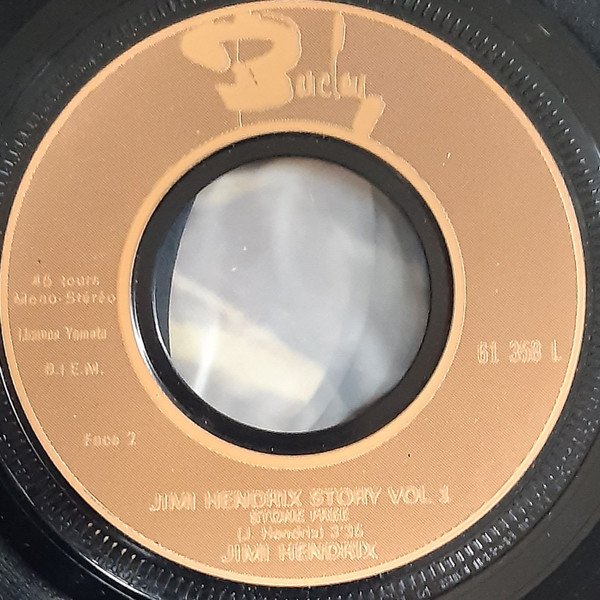 Barclay
45 tours
Mono-Stéréo
Licence Yameta
B.I E.M.
Face 2
61 358 L
JIMI HENDRIX STORY VOL 1
STONE FREE
(J. Hendrix) 3'36
JIMI HENDRIX